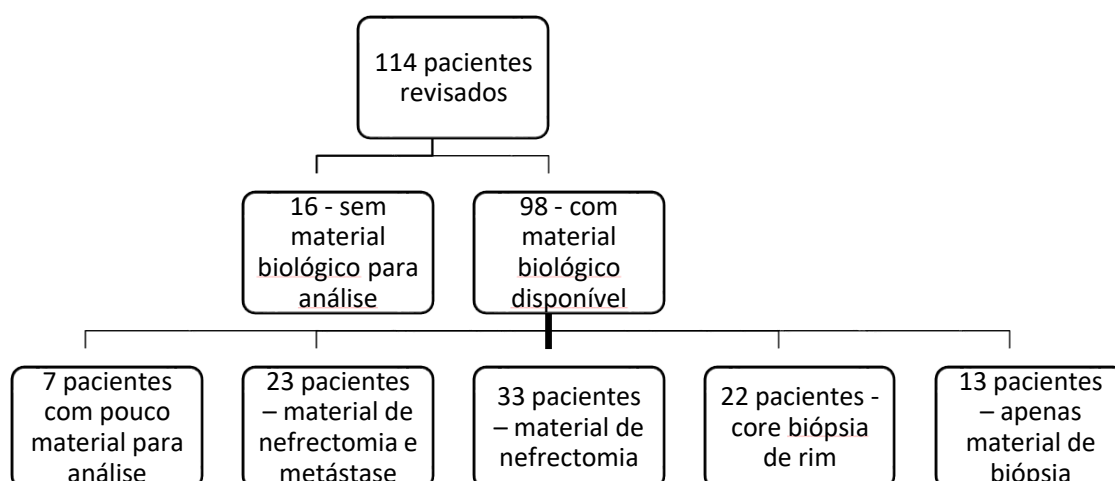 114 pacientes
revisados
16 - sem
material
biológico para
análise
98 - com
material
biológico
disponível
7 pacientes
com pouco
material para
análise
23 pacientes
– material de
nefrectomia e
metástase
33 pacientes
– material de
nefrectomia
22 pacientes -
core biópsia
de rim
13 pacientes
– apenas
material de
biópsia